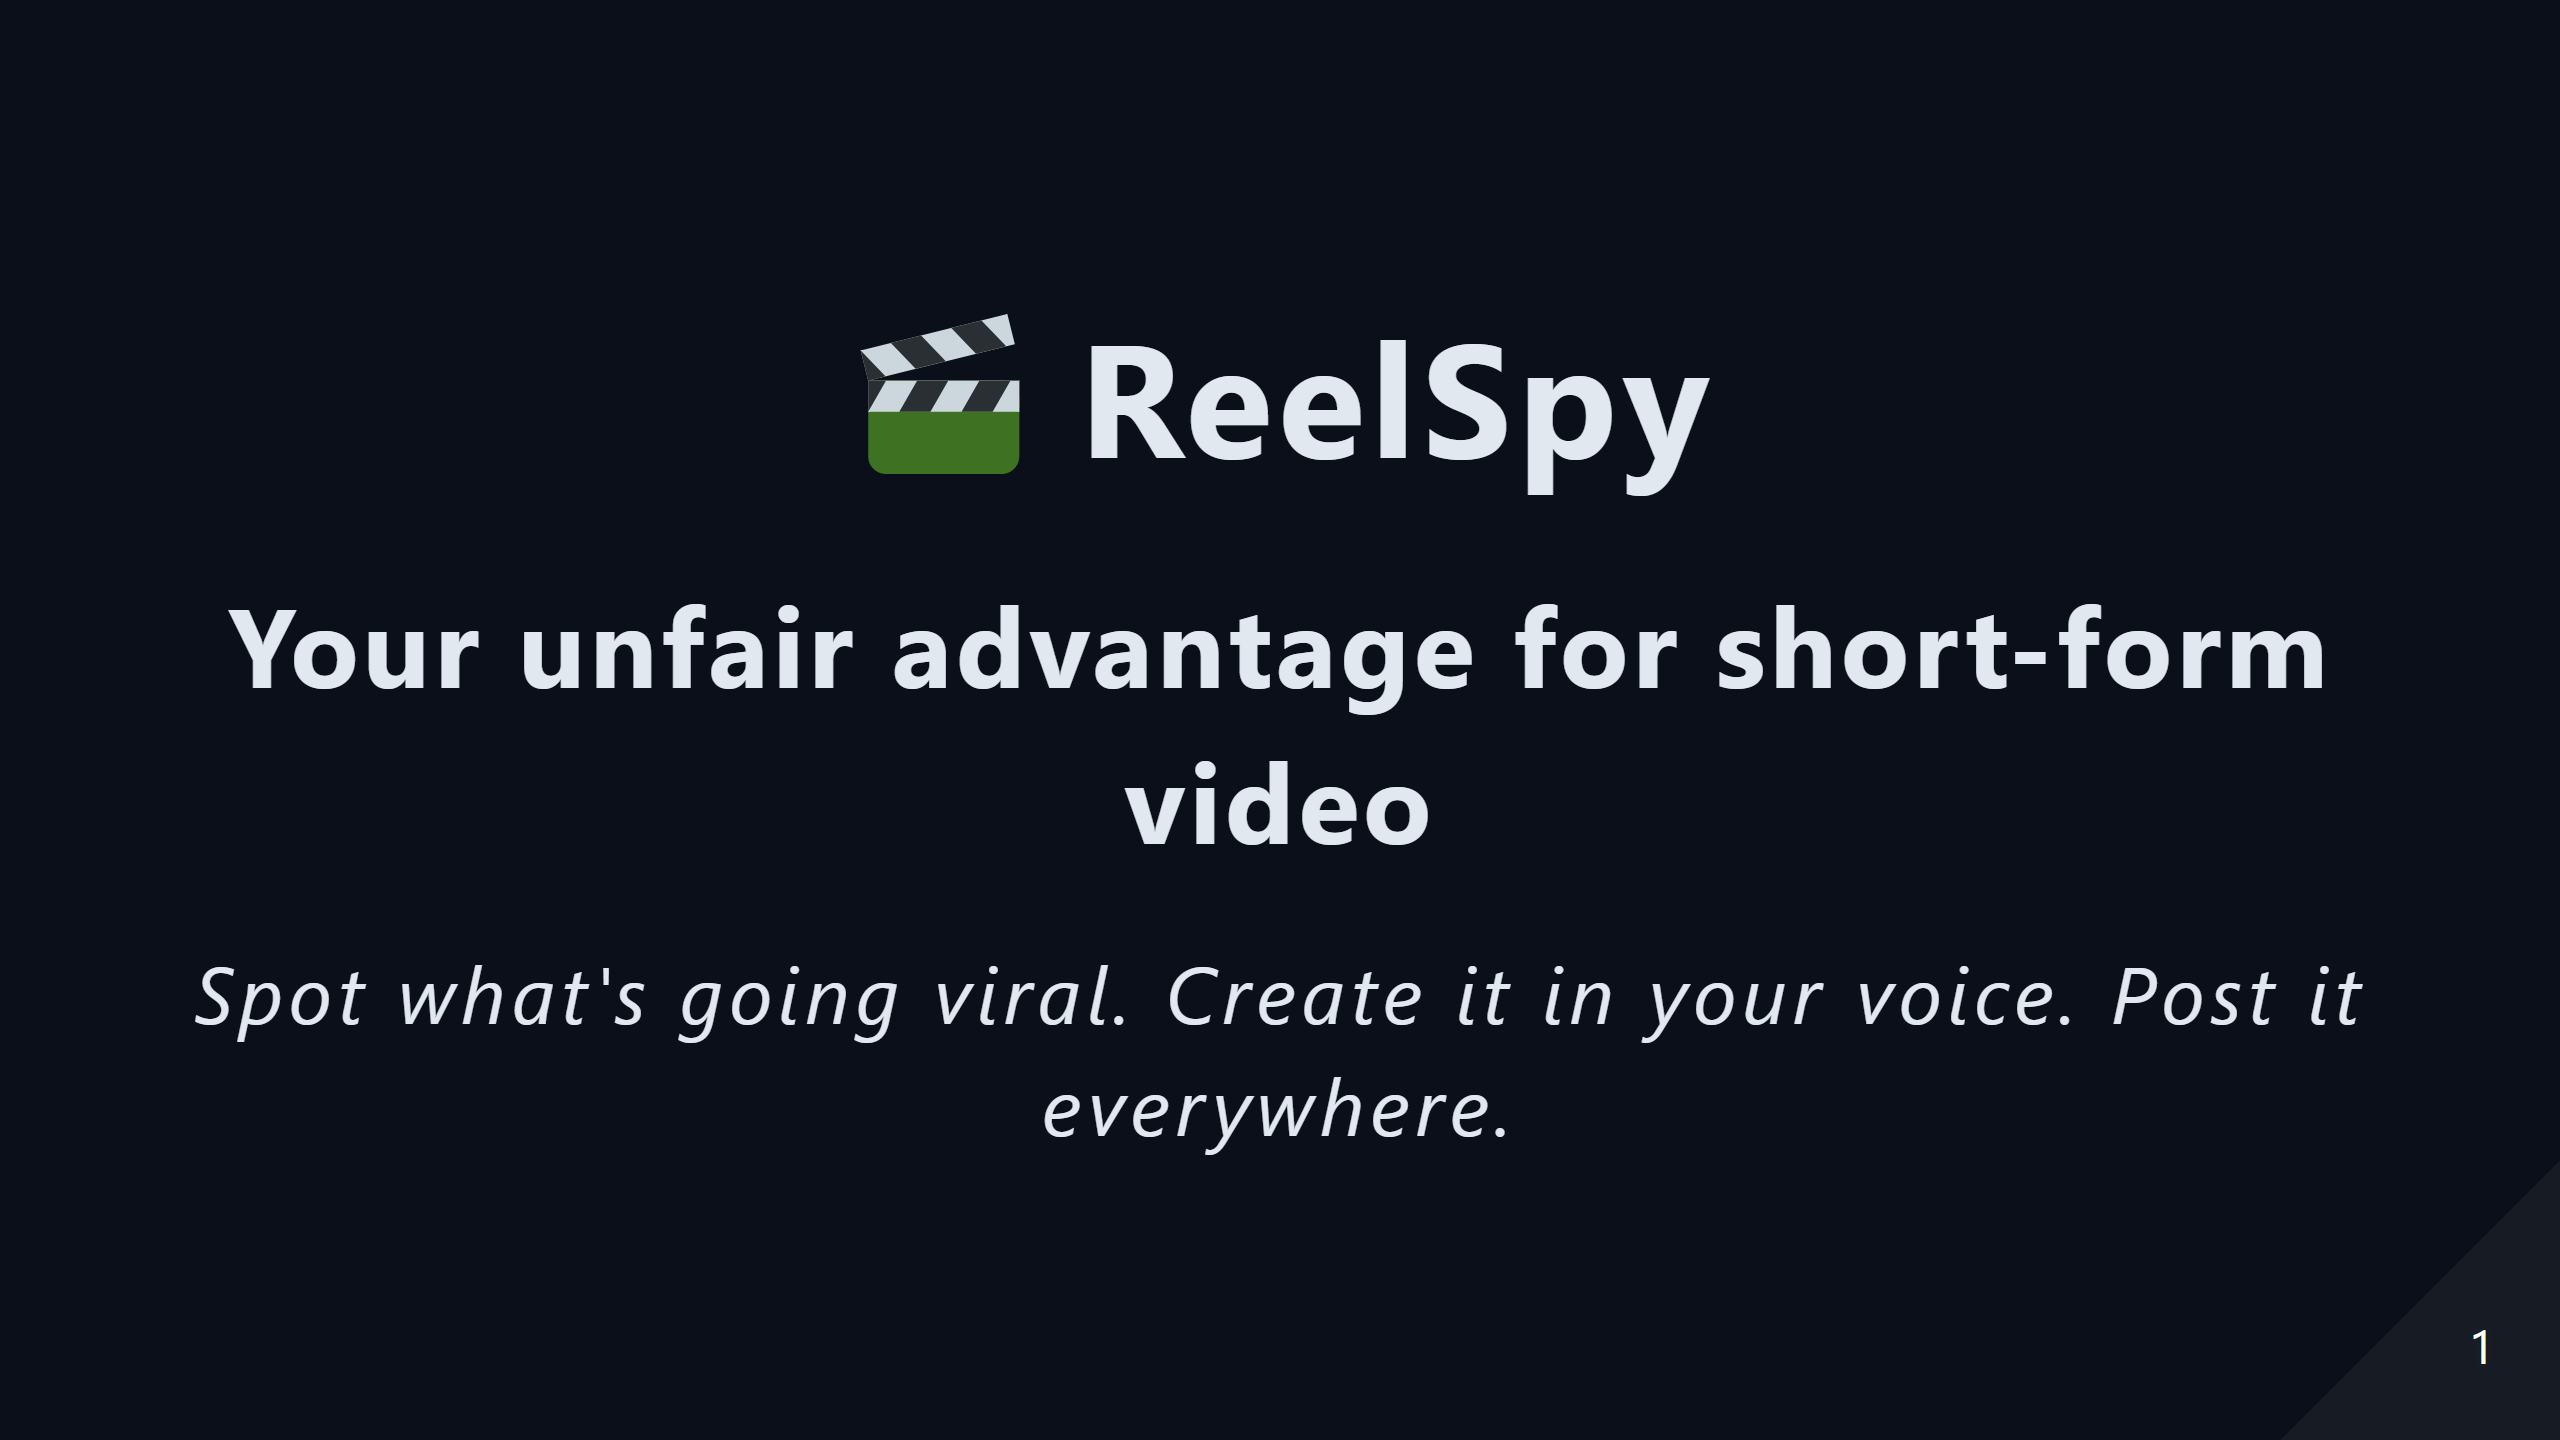 ReelSpy
Your unfair advantage for short-form
video
Spot what's going viral. Create it in your voice. Post it
everywhere.
1